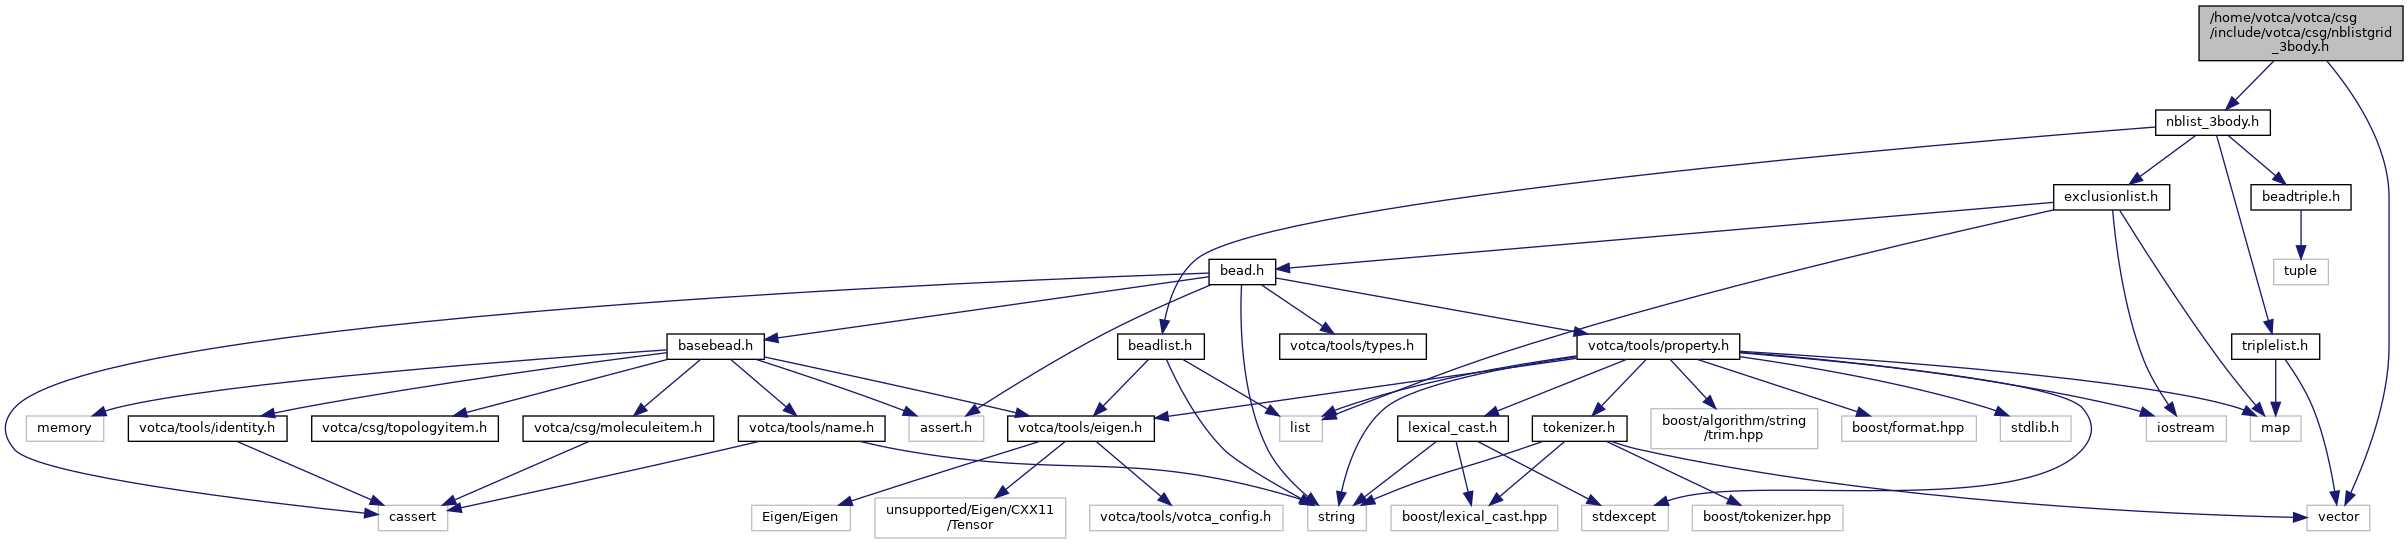 /home/votca/votca/csg
/include/votca/csg/nblistgrid
_3body.h
nblist_3body.h
exclusionlist.h
beadtriple.h
bead.h
tuple
basebead.h
beadlist.h
votca/tools/types.h
votca/tools/property.h
triplelist.h
memory
votca/tools/identity.h
votca/csg/topologyitem.h
votca/csg/moleculeitem.h
votca/tools/name.h
assert.h
votca/tools/eigen.h
list
lexical_cast.h
tokenizer.h
boost/algorithm/string
/trim.hpp
boost/format.hpp
stdlib.h
iostream
map
cassert
Eigen/Eigen
unsupported/Eigen/CXX11
/Tensor
votca/tools/votca_config.h
string
boost/lexical_cast.hpp
stdexcept
boost/tokenizer.hpp
vector